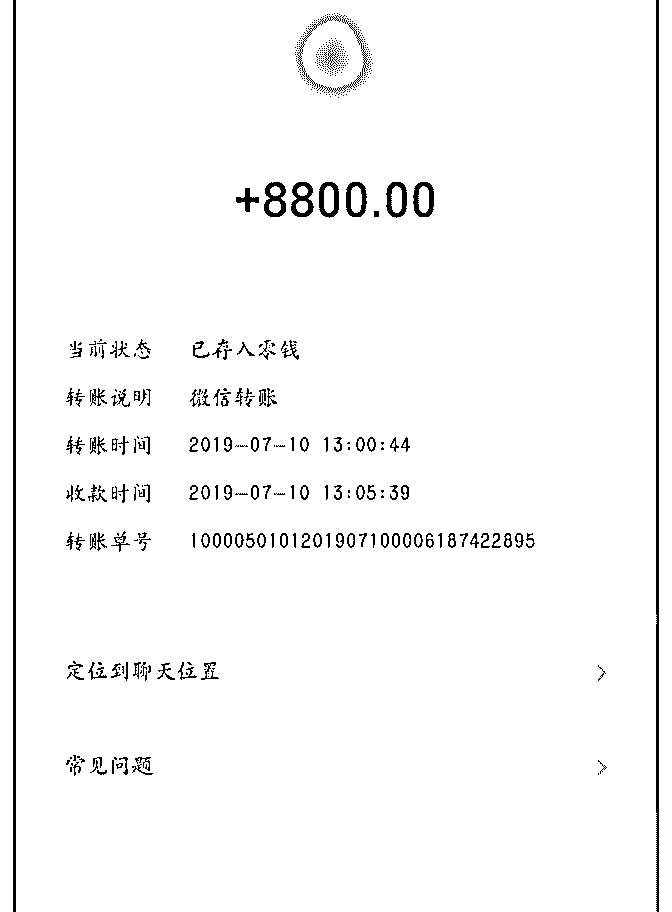 +8800.00
当前状态 已存入零钱
转账说明 微信转账
转账时间 2019-07-10 13:00:44
收款时间 2019-07-10 13:05:39
转账单号 1000050101201907100006187422895
定位到聊天位置
常见问题